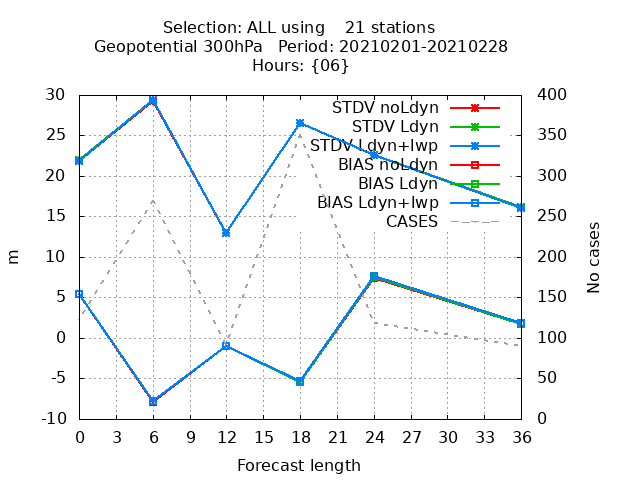 Selection: ALL using    21 stations
Geopotential 300hPa   Period: 20210201-20210228
Hours: {06}
30
25
20
15
10
5
0
-5
-10
m
STDV noLdyn
STDV Ldyn
STDV Ldyn+lwp
BIAS noLdyn
BIAS Ldyn
BIAS Ldyn+lwp
CASES
400
350
300
250
200
150
100
50
0
No cases
0 3 6 9 12 15 18 21 24 27 30 33 36
Forecast length